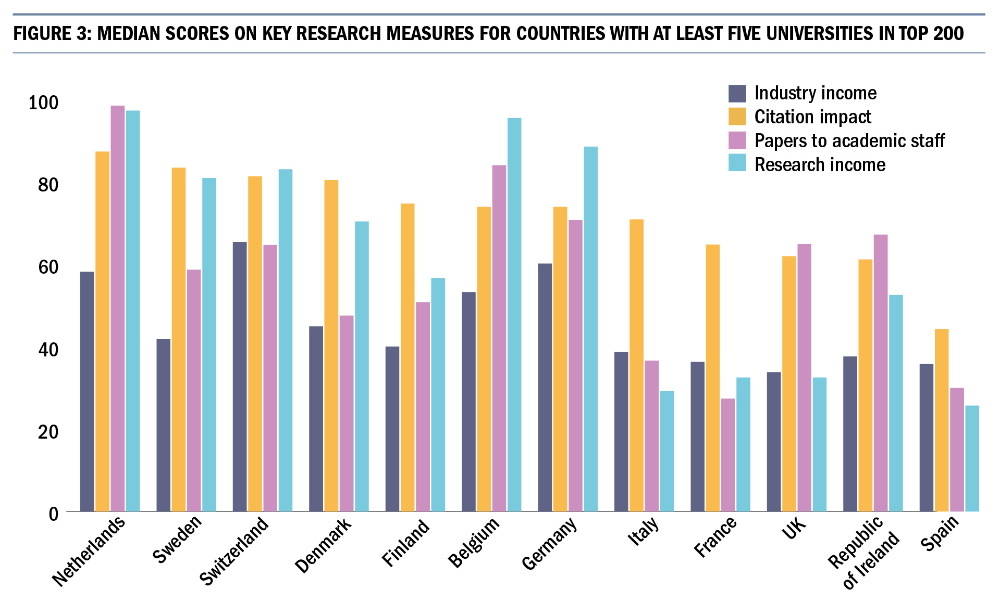 FIGURE 3: MEDIAN SCORES ON KEY RESEARCH MEASURES FOR COUNTRIES WITH AT LEAST FIVE UNIVERSITIES IN TOP 200
Industry income
Citation impact
Papers to academic staff
Research income
100
80
60
40
20
0
Netherlands
Sweden
Switzerland
Denmark
Finland
Belgium
Germany
Italy
France
UK
Republic
of Ireland
Spain